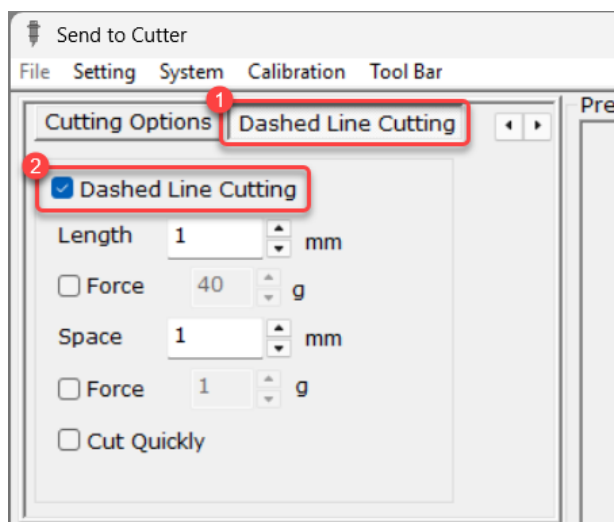 Send to Cutter
File Setting System Calibration Tool Bar
1
Cutting Options Dashed Line Cutting
Pre
2
Dashed Line Cutting
Length 1 mm
Force 40 g
Space 1 mm
Force 1 g
Cut Quickly